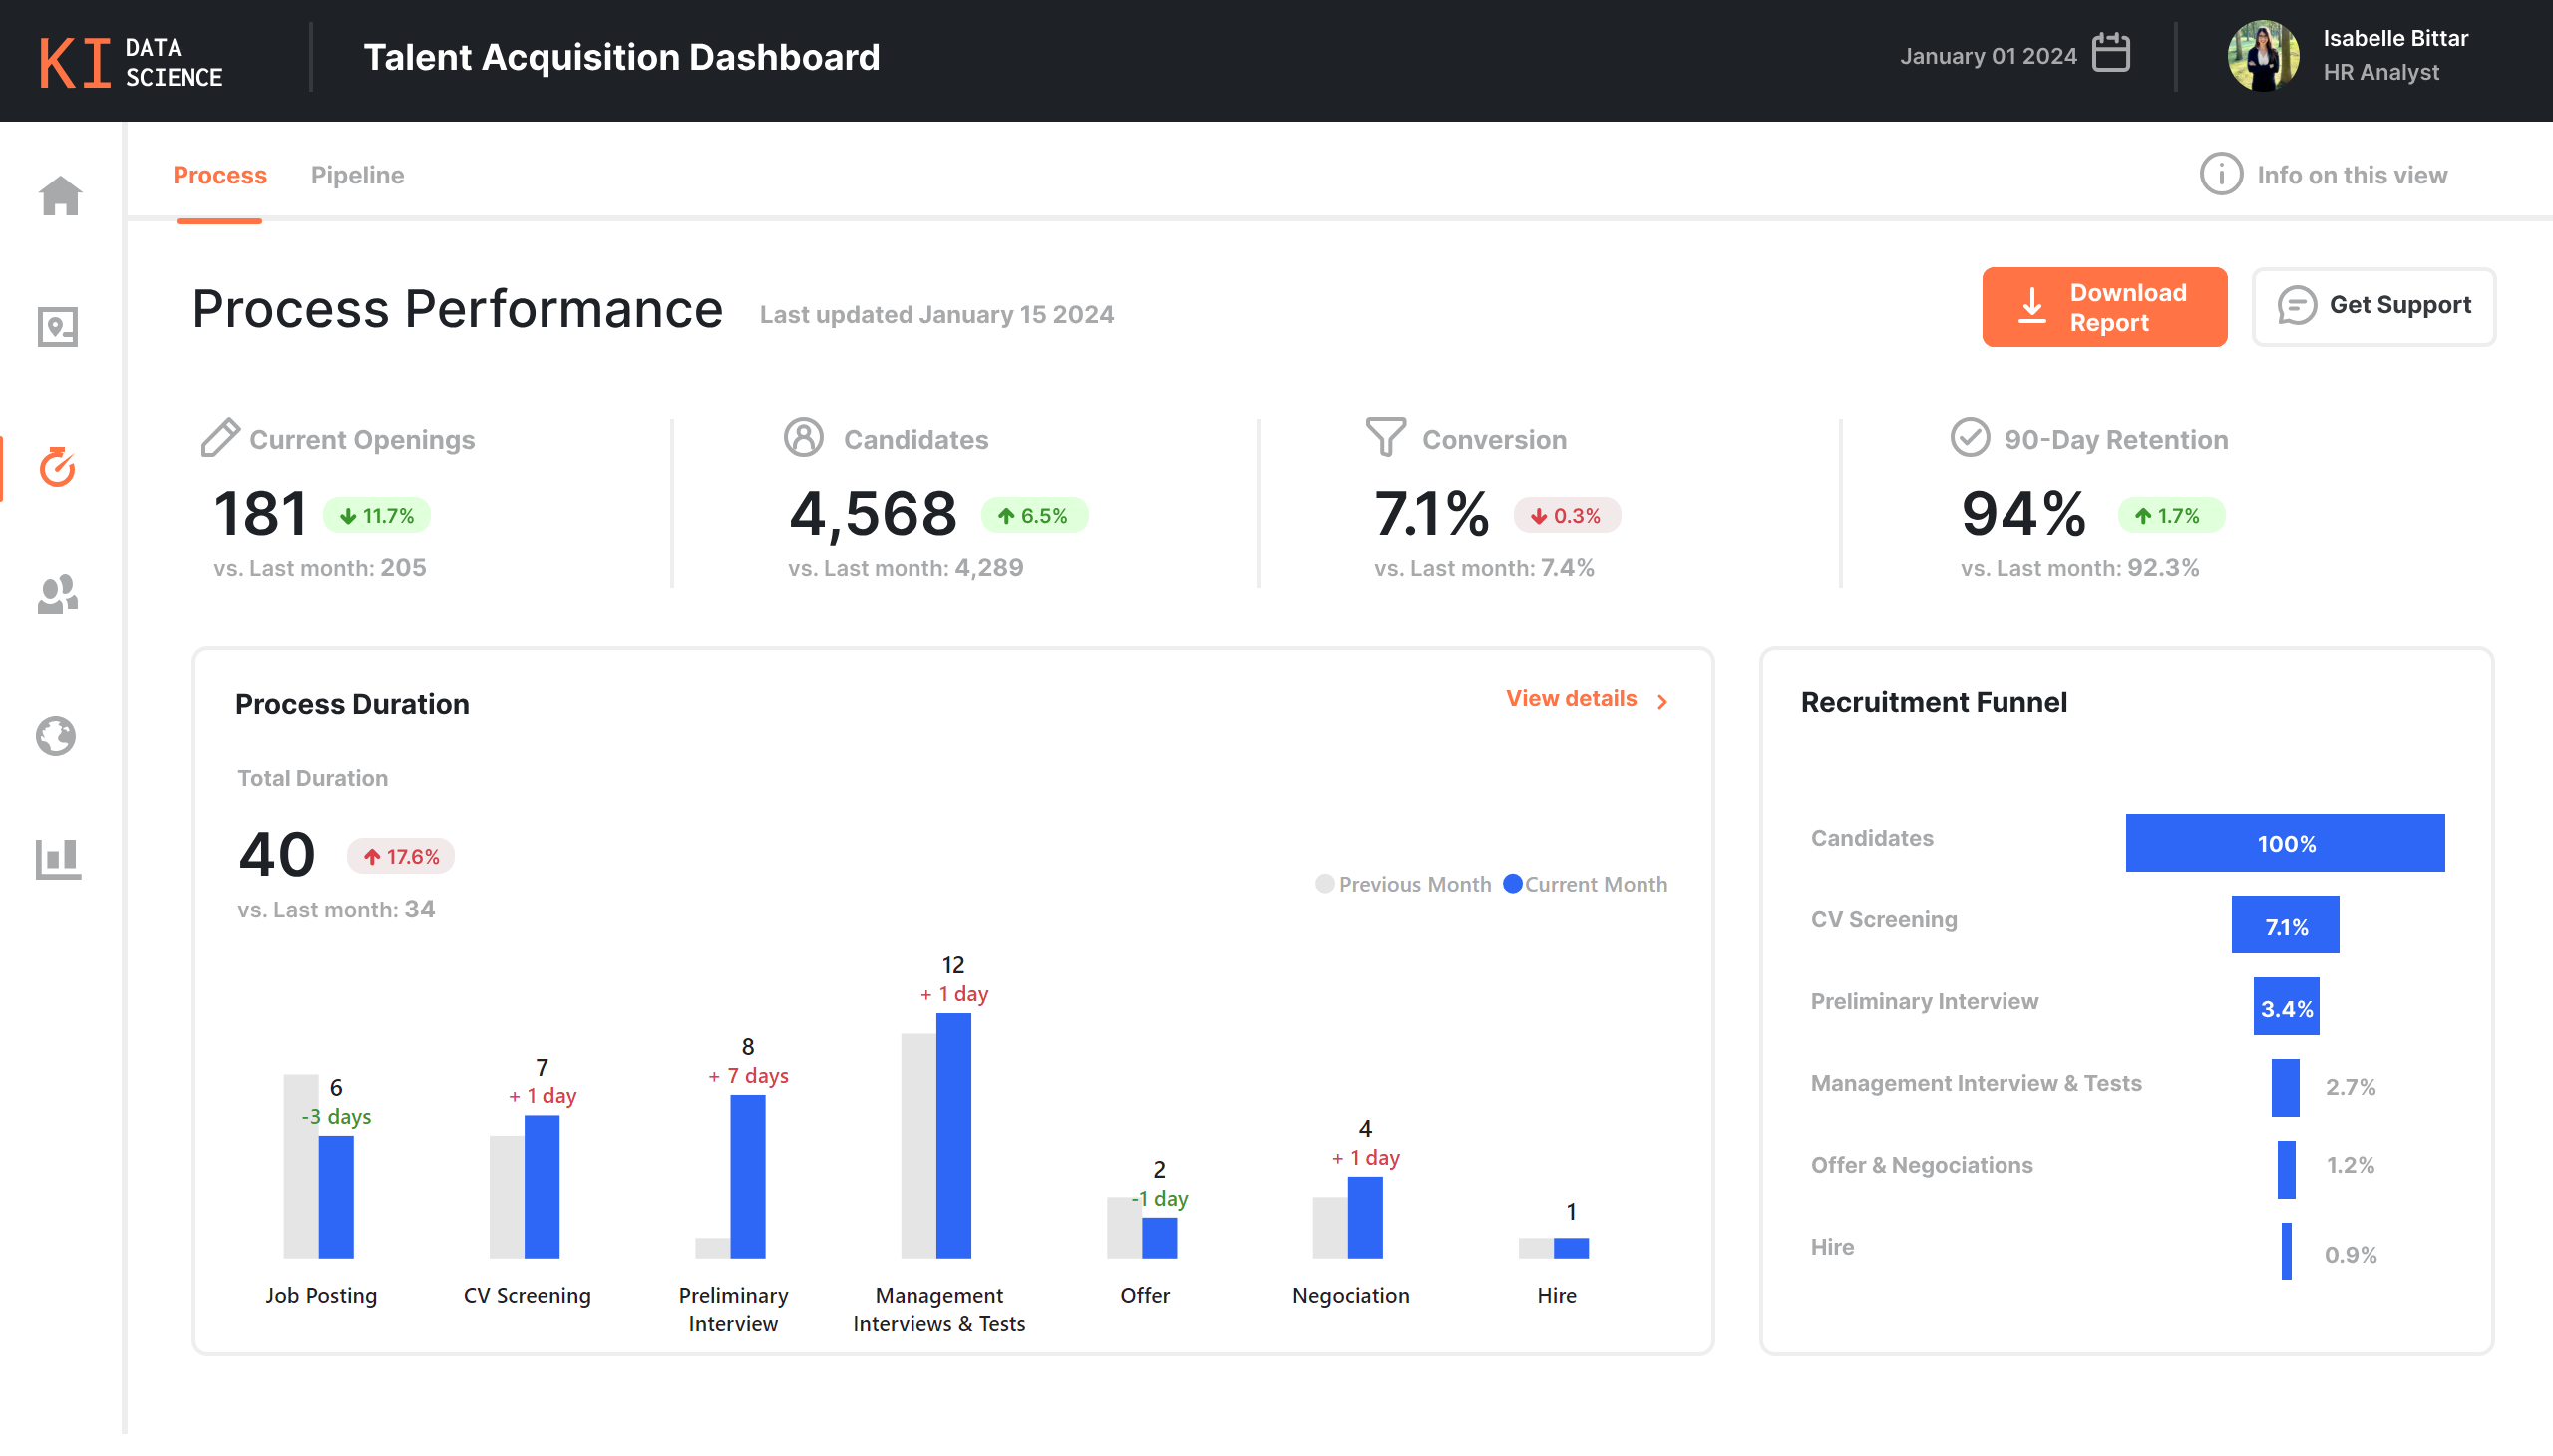 KI DATA SCIENCE
Talent Acquisition Dashboard
January 01 2024
Isabelle Bittar
HR Analyst
Process
Pipeline
Info on this view
Process Performance
Last updated January 15 2024
Download
Report
Get Support
Current Openings
181
11.7%
vs. Last month: 205
Candidates
4,568
6.5%
vs. Last month: 4,289
Conversion
7.1%
0.3%
vs. Last month: 7.4%
90-Day Retention
94%
1.7%
vs. Last month: 92.3%
Process Duration
View details
Total Duration
40
17.6%
vs. Last month: 34
Previous Month
Current Month
6
-3 days
7
+ 1 day
8
+ 7 days
12
+ 1 day
2
-1 day
4
+ 1 day
1
Job Posting
CV Screening
Preliminary
Interview
Management
Interviews & Tests
Offer
Negociation
Hire
Recruitment Funnel
Candidates
100%
CV Screening
7.1%
Preliminary Interview
3.4%
Management Interview & Tests
2.7%
Offer & Negociations
1.2%
Hire
0.9%